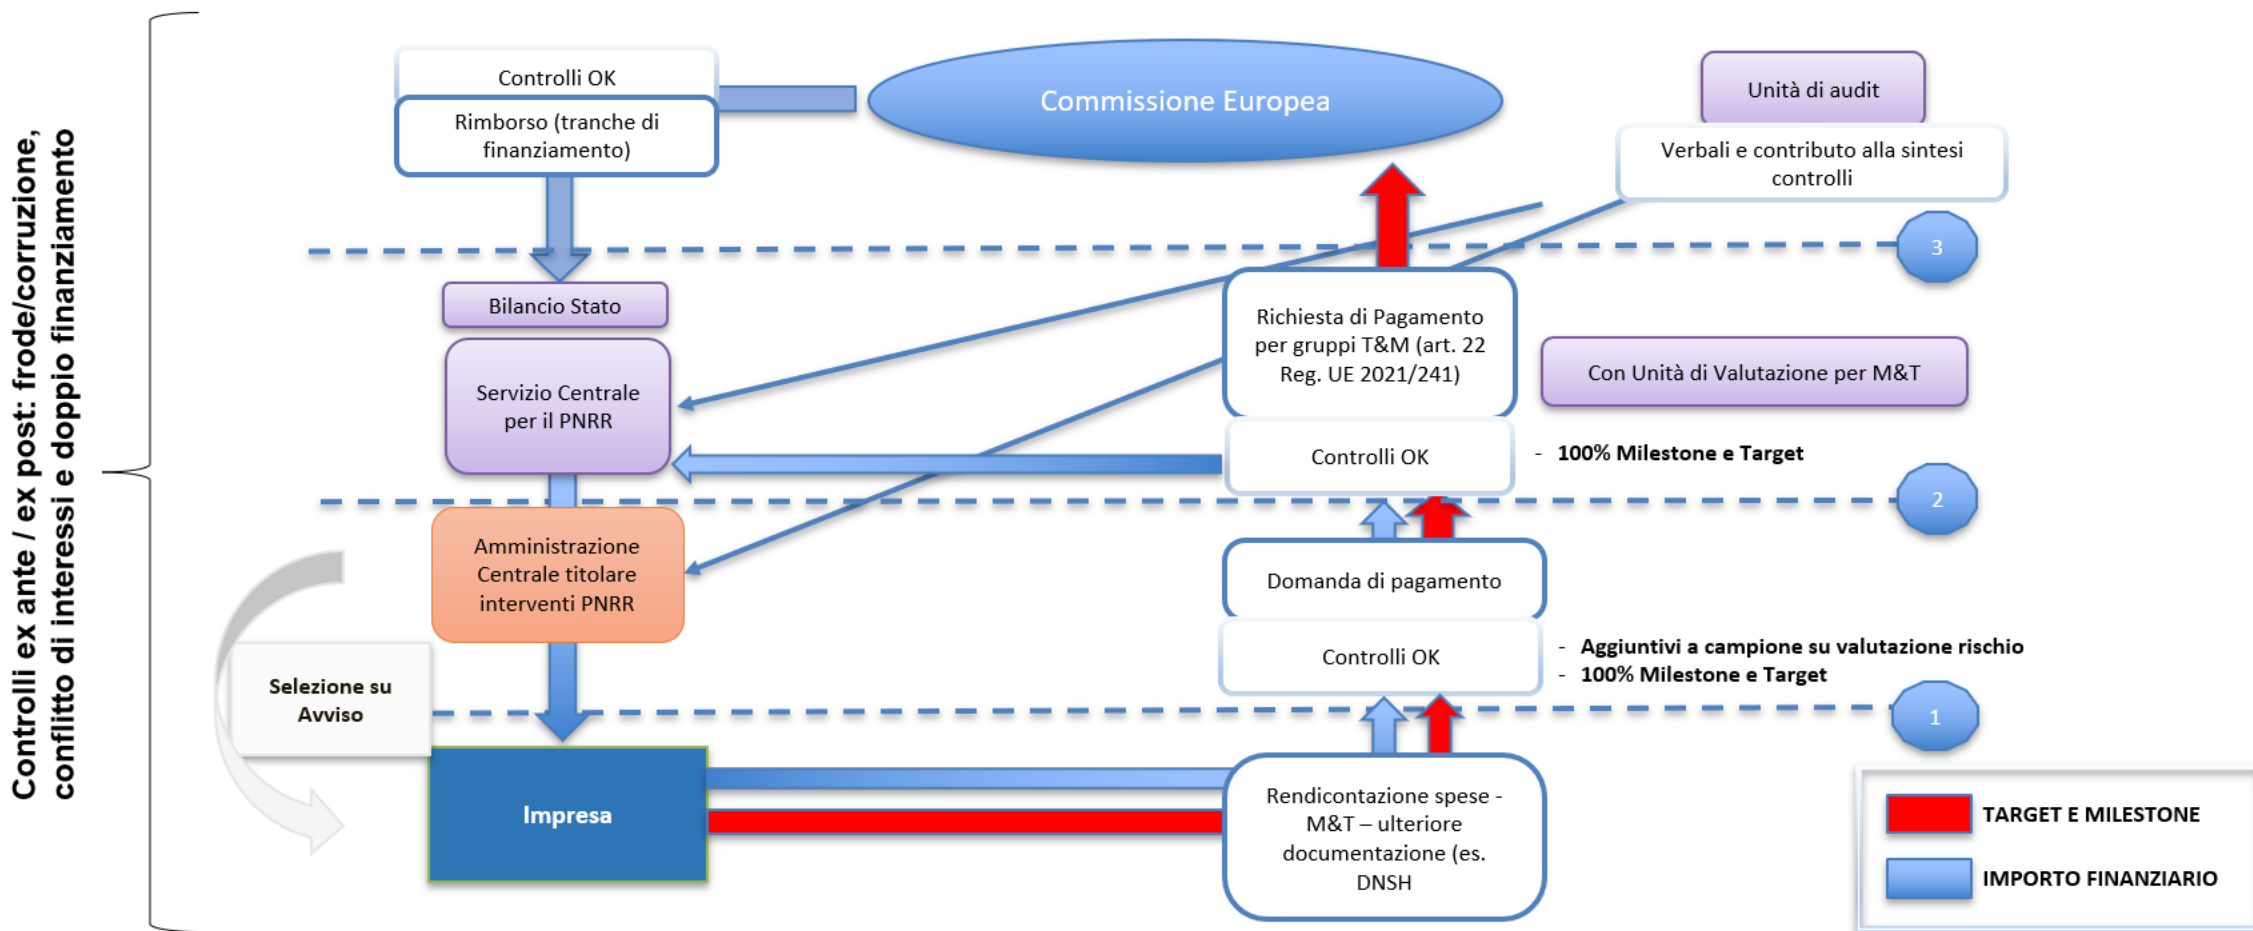 Controlli ex ante / ex post: frode/corruzione,
conflitto di interessi e doppio finanziamento
Controlli OK
Rimborso (tranche di
finanziamento)
Commissione Europea
Unità di audit
Verbali e contributo alla sintesi
controlli
3
Bilancio Stato
Servizio Centrale
per il PNRR
Richiesta di Pagamento
per gruppi T&M (art. 22
Reg. UE 2021/241)
Con Unità di Valutazione per M&T
Controlli OK
- 100% Milestone e Target
2
Amministrazione
Centrale titolare
interventi PNRR
Domanda di pagamento
Controlli OK
- Aggiuntivi a campione su valutazione rischio
- 100% Milestone e Target
Selezione su
Avviso
1
Impresa
Rendicontazione spese -
M&T – ulteriore
documentazione (es.
DNSH
TARGET E MILESTONE
IMPORTO FINANZIARIO